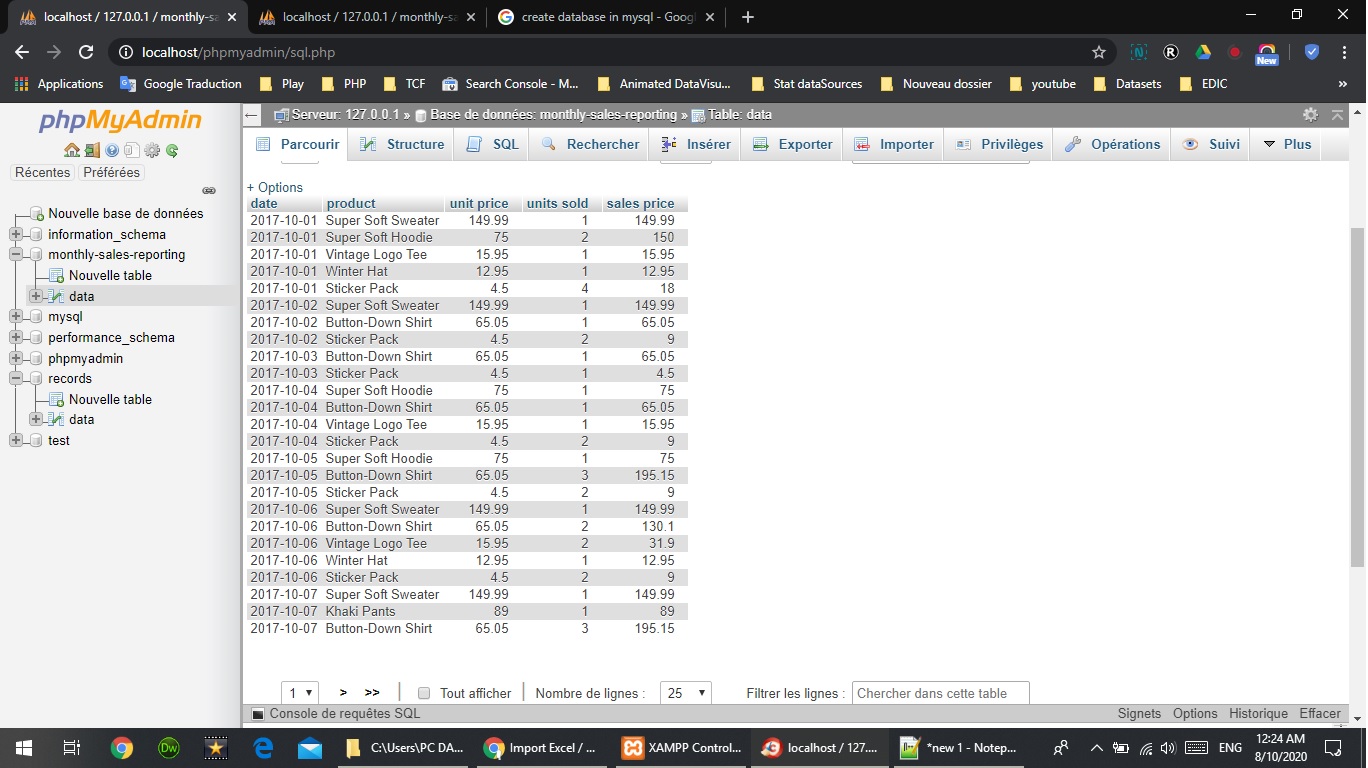 localhost / 127.0.0.1 / monthly-sa
localhost / 127.0.0.1 / monthly-sa
create database in mysql - Goog
localhost/phpmyadmin/sql.php
New
Applications
Google Traduction
Play
PHP
TCF
Search Console - M...
Animated DataVisu...
Stat dataSources
Nouveau dossier
youtube
Datasets
EDIC
phpMyAdmin
Récentes
Préférées
Nouvelle base de données
information_schema
monthly-sales-reporting
Nouvelle table
data
mysql
performance_schema
phpmyadmin
records
Nouvelle table
data
test
Serveur: 127.0.0.1 » Base de données: monthly-sales-reporting » Table: data
Parcourir
Structure
SQL
Rechercher
Insérer
Exporter
Importer
Privilèges
Opérations
Suivi
Plus
+ Options
date product unit price units sold sales price
2017-10-01 Super Soft Sweater 149.99 1 149.99
2017-10-01 Super Soft Hoodie 75 2 150
2017-10-01 Vintage Logo Tee 15.95 1 15.95
2017-10-01 Winter Hat 12.95 1 12.95
2017-10-01 Sticker Pack 4.5 4 18
2017-10-02 Super Soft Sweater 149.99 1 149.99
2017-10-02 Button-Down Shirt 65.05 1 65.05
2017-10-02 Sticker Pack 4.5 2 9
2017-10-03 Button-Down Shirt 65.05 1 65.05
2017-10-03 Sticker Pack 4.5 1 4.5
2017-10-04 Super Soft Hoodie 75 1 75
2017-10-04 Button-Down Shirt 65.05 1 65.05
2017-10-04 Vintage Logo Tee 15.95 1 15.95
2017-10-04 Sticker Pack 4.5 2 9
2017-10-05 Super Soft Hoodie 75 1 75
2017-10-05 Button-Down Shirt 65.05 3 195.15
2017-10-05 Sticker Pack 4.5 2 9
2017-10-06 Super Soft Sweater 149.99 1 149.99
2017-10-06 Button-Down Shirt 65.05 2 130.1
2017-10-06 Vintage Logo Tee 15.95 2 31.9
2017-10-06 Winter Hat 12.95 1 12.95
2017-10-06 Sticker Pack 4.5 2 9
2017-10-07 Super Soft Sweater 149.99 1 149.99
2017-10-07 Khaki Pants 89 1 89
2017-10-07 Button-Down Shirt 65.05 3 195.15
1 > >> Tout afficher Nombre de lignes : 25 Filtrer les lignes : Chercher dans cette table
Console de requêtes SQL
Signets Options Historique Effacer
Dw
C:\Users\PC DA...
Import Excel / ...
XAMPP Control...
localhost / 127....
*new 1 - Notep...
ENG
12:24 AM
8/10/2020